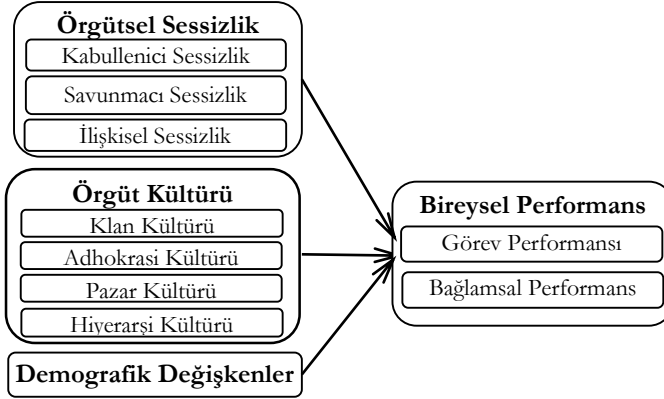 Örgütsel Sessizlik
Kabullenici Sessizlik
Savunmacı Sessizlik
İlişkisel Sessizlik
Örgüt Kültürü
Klan Kültürü
Adhokrasi Kültürü
Pazar Kültürü
Hiyerarşi Kültürü
Demografik Değişkenler
Bireysel Performans
Görev Performansı
Bağlamsal Performans